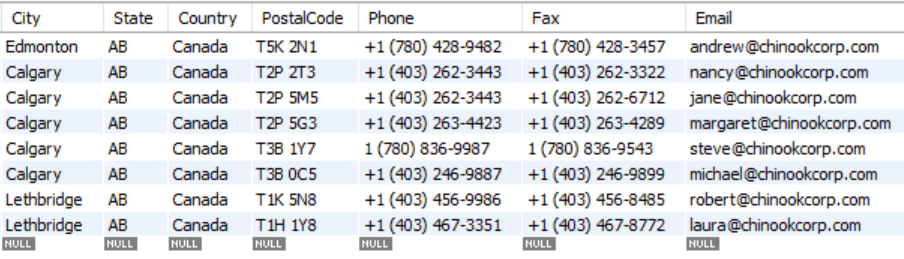 City State Country PostalCode Phone Fax Email
Edmonton AB Canada T5K 2N1 +1 (780) 428-9482 +1 (780) 428-3457 andrew@chinookcorp.com
Calgary AB Canada T2P 2T3 +1 (403) 262-3443 +1 (403) 262-3322 nancy@chinookcorp.com
Calgary AB Canada T2P 5M5 +1 (403) 262-3443 +1 (403) 262-6712 jane@chinookcorp.com
Calgary AB Canada T2P 5G3 +1 (403) 263-4423 +1 (403) 263-4289 margaret@chinookcorp.com
Calgary AB Canada T3B 1Y7 1 (780) 836-9987 1 (780) 836-9543 steve@chinookcorp.com
Calgary AB Canada T3B 0C5 +1 (403) 246-9887 +1 (403) 246-9899 michael@chinookcorp.com
Lethbridge AB Canada T1K 5N8 +1 (403) 456-9986 +1 (403) 456-8485 robert@chinookcorp.com
Lethbridge AB Canada T1H 1Y8 +1 (403) 467-3351 +1 (403) 467-8772 laura@chinookcorp.com
NULL NULL NULL NULL NULL NULL NULL